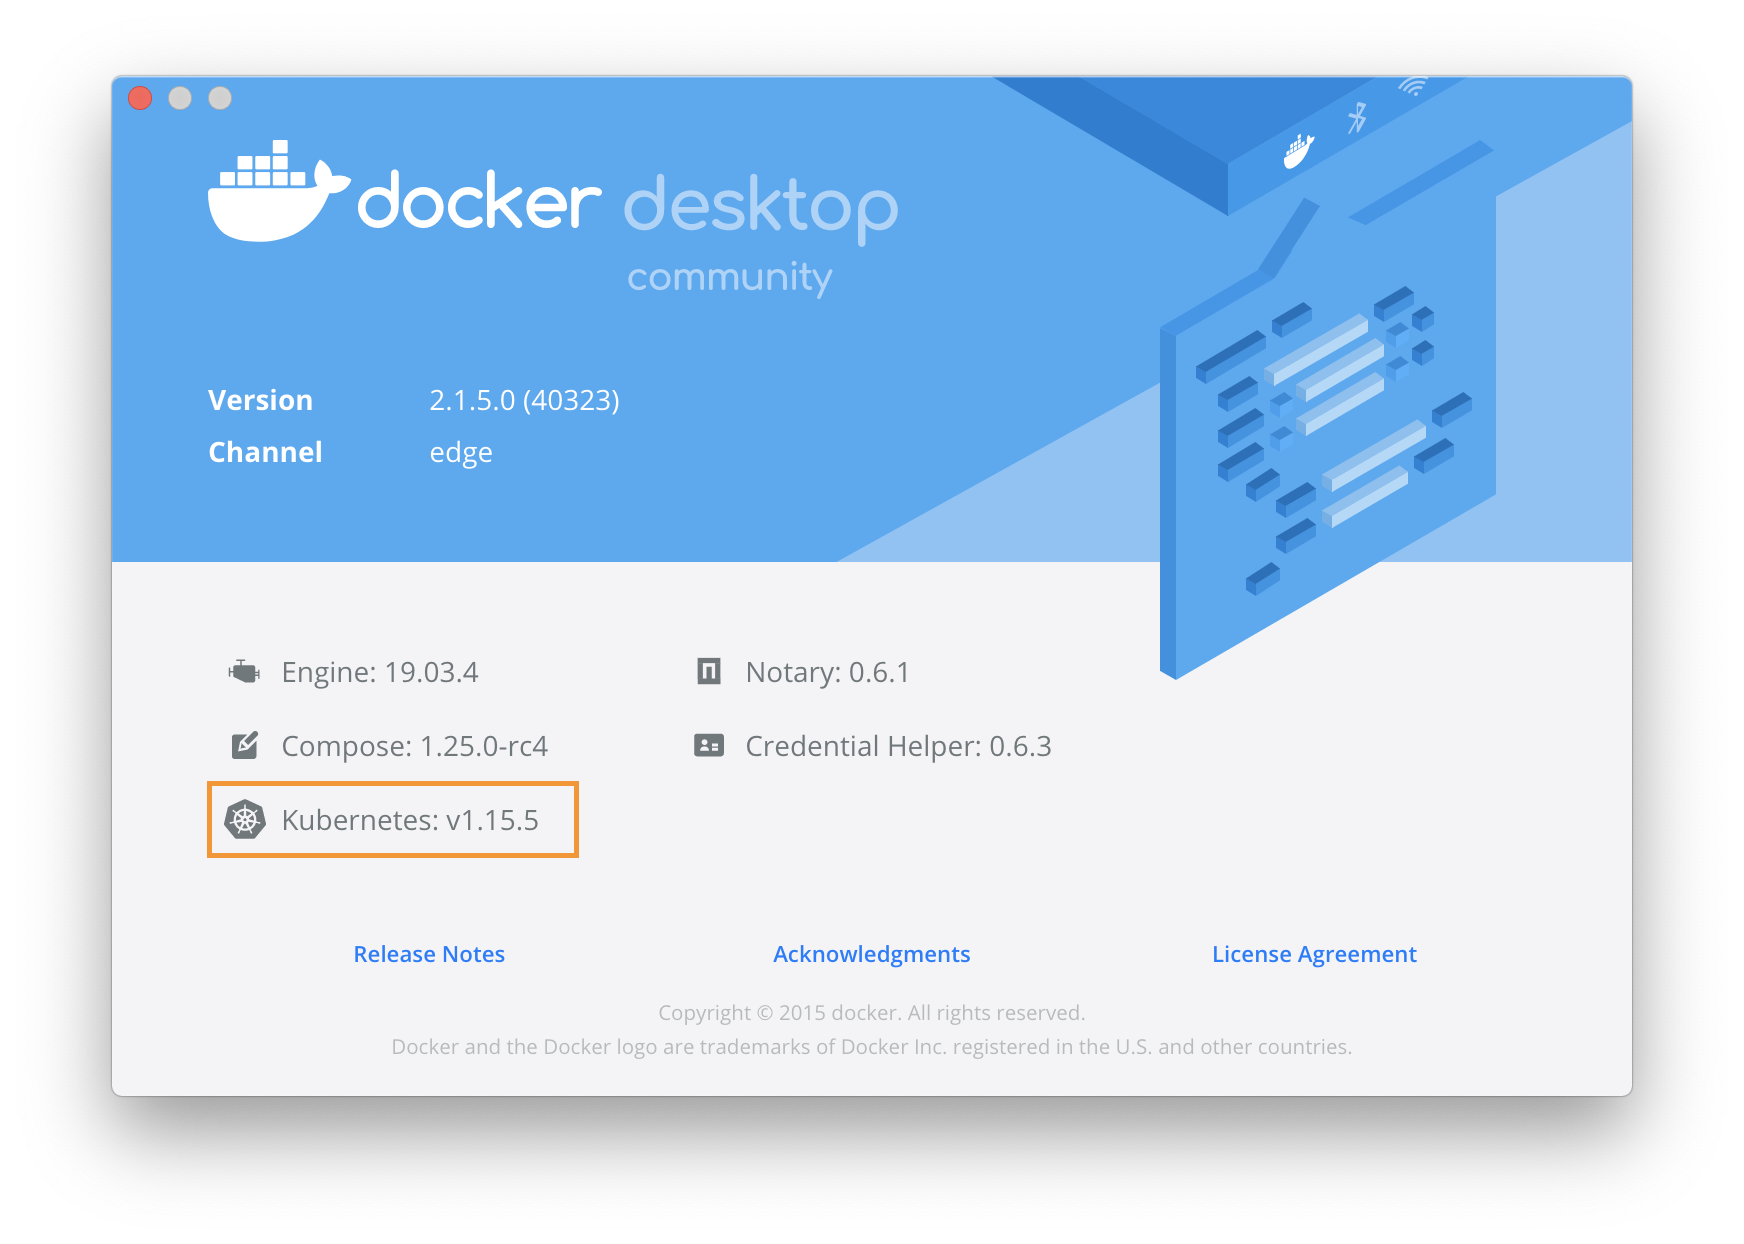 docker desktop
community
Version 2.1.5.0 (40323)
Channel edge
Engine: 19.03.4
Notary: 0.6.1
Compose: 1.25.0-rc4
Credential Helper: 0.6.3
Kubernetes: v1.15.5
Release Notes
Acknowledgments
License Agreement
Copyright © 2015 docker. All rights reserved.
Docker and the Docker logo are trademarks of Docker Inc. registered in the U.S. and other countries.